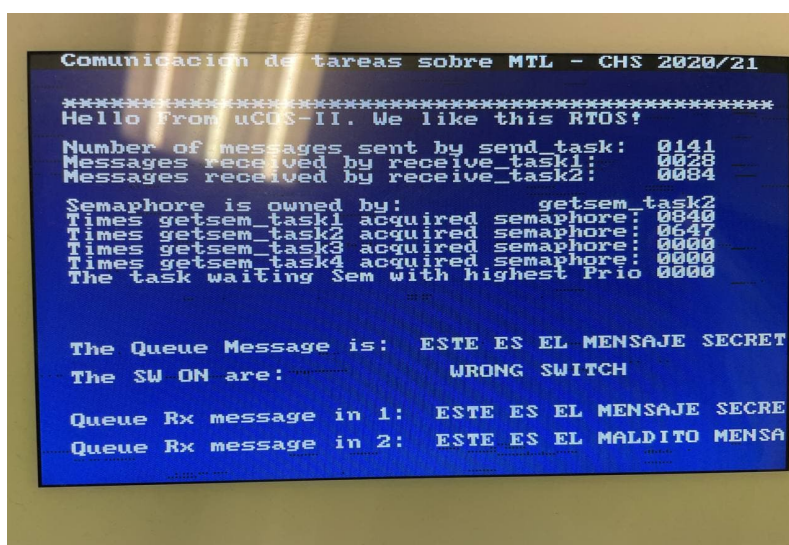 Comunicacion de tareas sobre MTL - CHS 2020/21
*********************************************
Hello From uCOS-II. We like this RTOS!
Number of messages sent by send_task: 0141
Messages received by receive_task1: 0028
Messages received by receive_task2: 0084
Semaphore is owned by: getsem_task2
Times getsem_task1 acquired semaphore: 0840
Times getsem_task2 acquired semaphore: 0647
Times getsem_task3 acquired semaphore: 0000
Times getsem_task4 acquired semaphore: 0000
The task waiting Sem with highest Prio 0000
The Queue Message is: ESTE ES EL MENSAJE SECRET
The SW ON are: WRONG SWITCH
Queue Rx message in 1: ESTE ES EL MENSAJE SECRE
Queue Rx message in 2: ESTE ES EL MALDITO MENSA